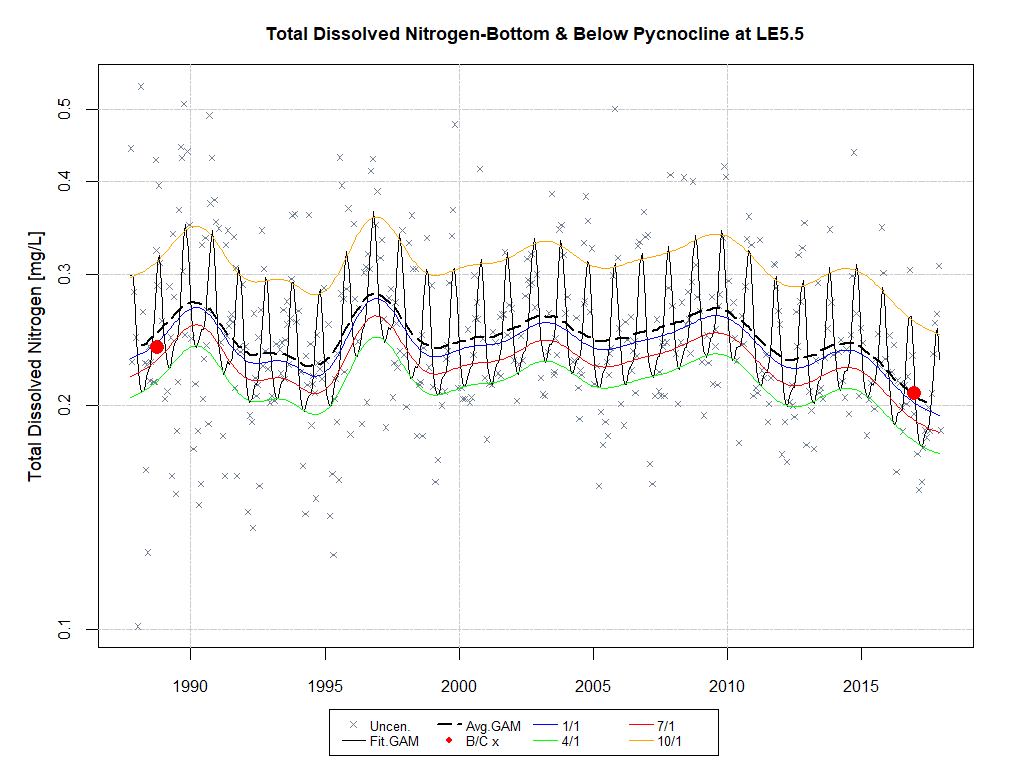 Total Dissolved Nitrogen-Bottom & Below Pycnocline at LE5.5
Total Dissolved Nitrogen [mg/L]
0.5
0.4
0.3
0.2
0.1
1990 1995 2000 2005 2010 2015
Uncen. Avg.GAM 1/1 7/1
Fit.GAM B/C x 4/1 10/1